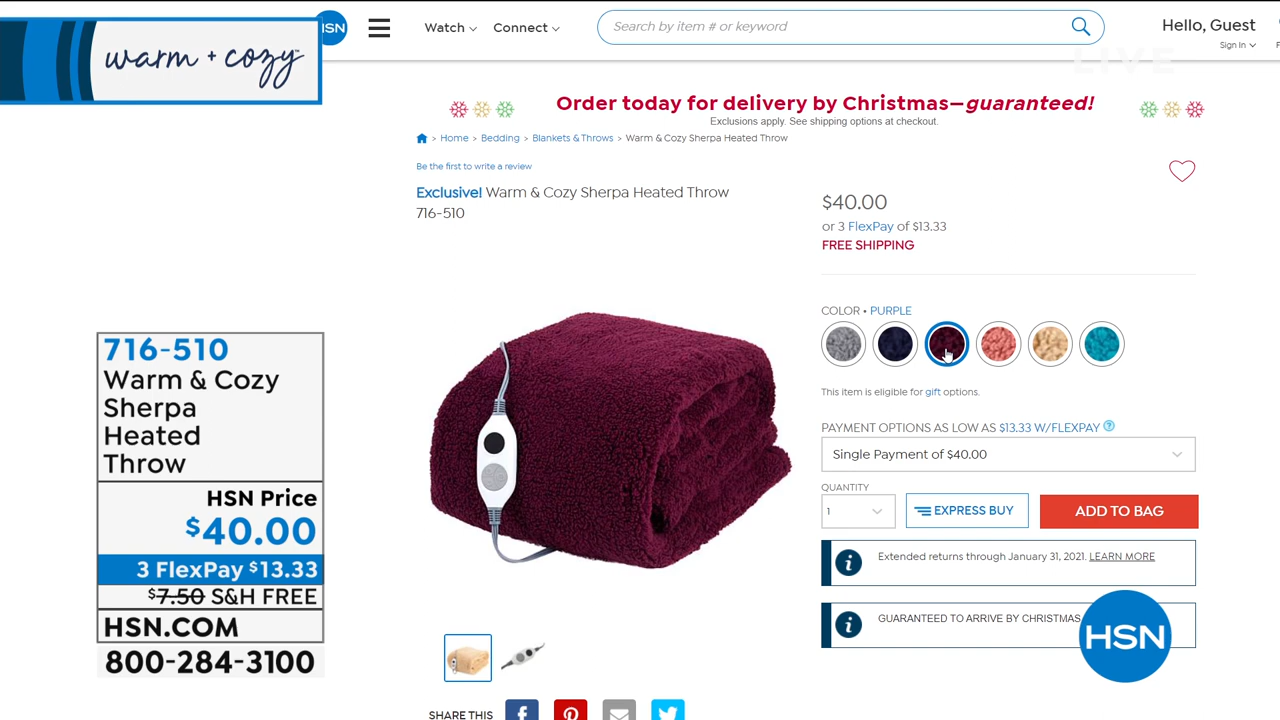 warm + cozy™
HSN
Watch
Connect
Search by item # or keyword
Hello, Guest
Sign In
LIVE
Order today for delivery by Christmas—guaranteed!
Exclusions apply. See shipping options at checkout.
Home > Bedding > Blankets & Throws > Warm & Cozy Sherpa Heated Throw
Be the first to write a review
Exclusive! Warm & Cozy Sherpa Heated Throw
716-510
$40.00
or 3 FlexPay of $13.33
FREE SHIPPING
COLOR • PURPLE
This item is eligible for gift options.
PAYMENT OPTIONS AS LOW AS $13.33 W/FLEXPAY ?
Single Payment of $40.00
QUANTITY
1
EXPRESS BUY
ADD TO BAG
i Extended returns through January 31, 2021. LEARN MORE
i GUARANTEED TO ARRIVE BY CHRISTMAS
HSN
716-510
Warm & Cozy
Sherpa
Heated
Throw
HSN Price
$40.00
3 FlexPay $13.33
$7.50 S&H FREE
HSN.COM
800-284-3100
SHARE THIS